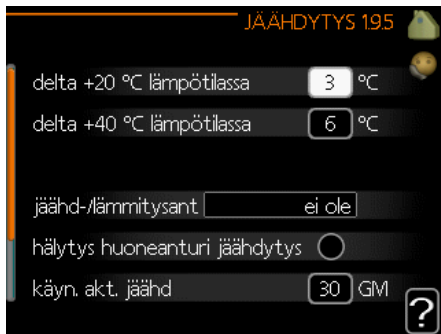 JÄÄHDYTYS 1.9.5
delta +20 °C lämpötilassa 3 °C
delta +40 °C lämpötilassa 6 °C
jäähd-/lämmitysant ei ole
hälytys huoneanturi jäähdytys
käyn. akt. jäähd 30 GM
?